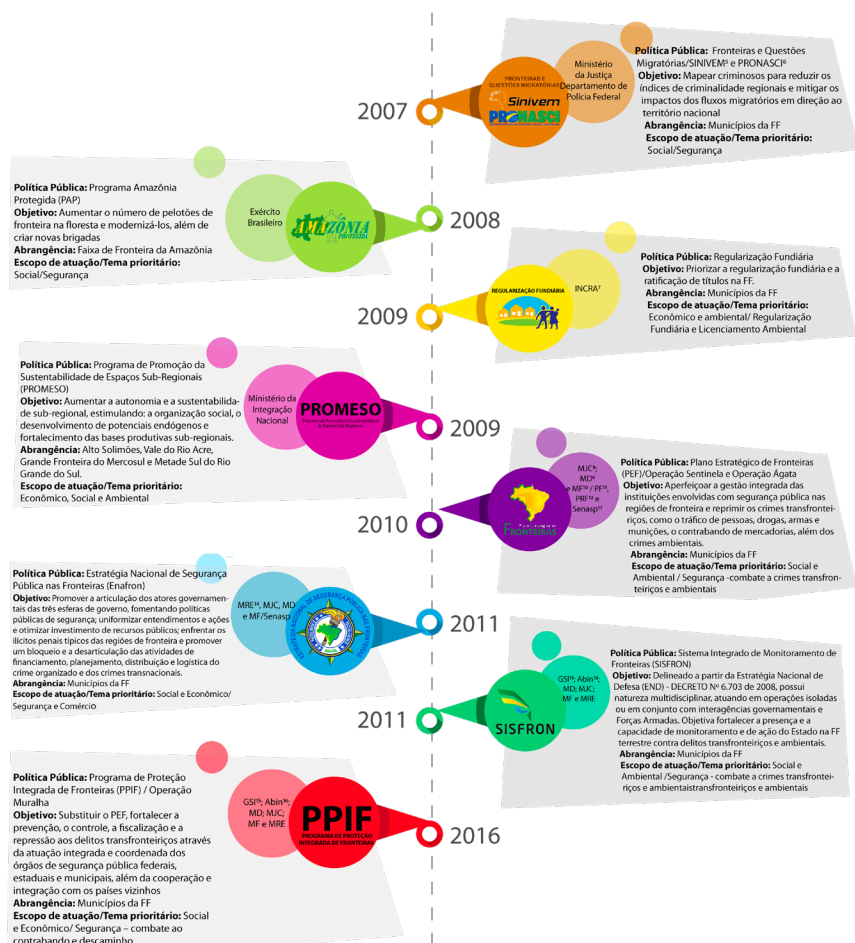 2007
FRONTEIRAS E
QUESTÕES MIGRATÓRIAS
Sinivem
PRONASCI
Ministério
da Justiça
Departamento de
Polícia Federal
Política Pública: Fronteiras e Questões
Migratórias/SINIVEM⁵ e PRONASCI⁶
Objetivo: Mapear criminosos para reduzir os
índices de criminalidade regionais e mitigar os
impactos dos fluxos migratórios em direção ao
território nacional
Abrangência: Municípios da FF
Escopo de atuação/Tema prioritário:
Social/Segurança
Política Pública: Programa Amazônia
Protegida (PAP)
Objetivo: Aumentar o número de pelotões de
fronteira na floresta e modernizá-los, além de
criar novas brigadas
Abrangência: Faixa de Fronteira da Amazônia
Escopo de atuação/Tema prioritário:
Social/Segurança
Exército
Brasileiro
AMAZÔNIA
PROTEGIDA
2008
2009
REGULARIZAÇÃO FUNDIÁRIA
INCRA⁷
Política Pública: Regularização Fundiária
Objetivo: Priorizar a regularização fundiária e a
ratificação de títulos na FF.
Abrangência: Municípios da FF
Escopo de atuação/Tema prioritário:
Econômico e ambiental/ Regularização
Fundiária e Licenciamento Ambiental
Política Pública: Programa de Promoção da
Sustentabilidade de Espaços Sub-Regionais
(PROMESO)
Objetivo: Aumentar a autonomia e a sustentabilida-
de sub-regional, estimulando: a organização social, o
desenvolvimento de potenciais endógenos e
fortalecimento das bases produtivas sub-regionais.
Abrangência: Alto Solimões, Vale do Rio Acre,
Grande Fronteira do Mercosul e Metade Sul do Rio
Grande do Sul.
Escopo de atuação/Tema prioritário:
Econômico, Social e Ambiental
Ministério da
Integração
Nacional
PROMESO
2009
2010
FRONTEIRAS
MJC⁸;
MD⁹
e MF¹⁰ / PF¹¹,
PRF¹² e
Senasp¹³
Política Pública: Plano Estratégico de Fronteiras
(PEF)/Operação Sentinela e Operação Ágata
Objetivo: Aperfeiçoar a gestão integrada das
instituições envolvidas com segurança pública nas
regiões de fronteira e reprimir os crimes transfrontei-
riços, como o tráfico de pessoas, drogas, armas e
munições, o contrabando de mercadorias, além dos
crimes ambientais.
Abrangência: Municípios da FF
Escopo de atuação/Tema prioritário: Social e
Ambiental / Segurança -combate a crimes transfron-
teiriços e ambientais
Política Pública: Estratégia Nacional de Segurança
Pública nas Fronteiras (Enafron)
Objetivo: Promover a articulação dos atores governamen-
tais das três esferas de governo, fomentando políticas
públicas de segurança; uniformizar entendimentos e ações
e otimizar investimento de recursos públicos; enfrentar os
ilícitos penais típicos das regiões de fronteira e promover
um bloqueio e a desarticulação das atividades de
financiamento, planejamento, distribuição e logística do
crime organizado e dos crimes transnacionais.
Abrangência: Municípios da FF
Escopo de atuação/Tema prioritário: Social e Econômico/
Segurança e Comércio
MRE¹⁴, MJC, MD
e MF/Senasp
ESTRATÉGIA NACIONAL DE SEGURANÇA PÚBLICA NAS FRONTEIRAS
2011
2011
SISFRON
GSI¹⁵; Abin¹⁶;
MD; MJC;
MF e MRE
Política Pública: Sistema Integrado de Monitoramento de
Fronteiras (SISFRON)
Objetivo: Delineado a partir da Estratégia Nacional de
Defesa (END) - DECRETO Nº 6.703 de 2008, possui
natureza multidisciplinar, atuando em operações isoladas
ou em conjunto com interagências governamentais e
Forças Armadas. Objetiva fortalecer a presença e a
capacidade de monitoramento e de ação do Estado na FF
terrestre contra delitos transfronteiriços e ambientais.
Abrangência: Municípios da FF
Escopo de atuação/Tema prioritário: Social e
Ambiental /Segurança - combate a crimes transfrontei-
riços e ambientaistransfronteiriços e ambientais
Política Pública: Programa de Proteção
Integrada de Fronteiras (PPIF) / Operação
Muralha
Objetivo: Substituir o PEF, fortalecer a
prevenção, o controle, a fiscalização e a
repressão aos delitos transfronteiriços através
da atuação integrada e coordenada dos
órgãos de segurança pública federais,
estaduais e municipais, além da cooperação e
integração com os países vizinhos
Abrangência: Municípios da FF
Escopo de atuação/Tema prioritário: Social
e Econômico/ Segurança – combate ao
contrabando e descaminho
GSI¹⁵; Abin¹⁶;
MD; MJC;
MF e MRE
PPIF
PROGRAMA DE PROTEÇÃO
INTEGRADA DE FRONTEIRAS
2016